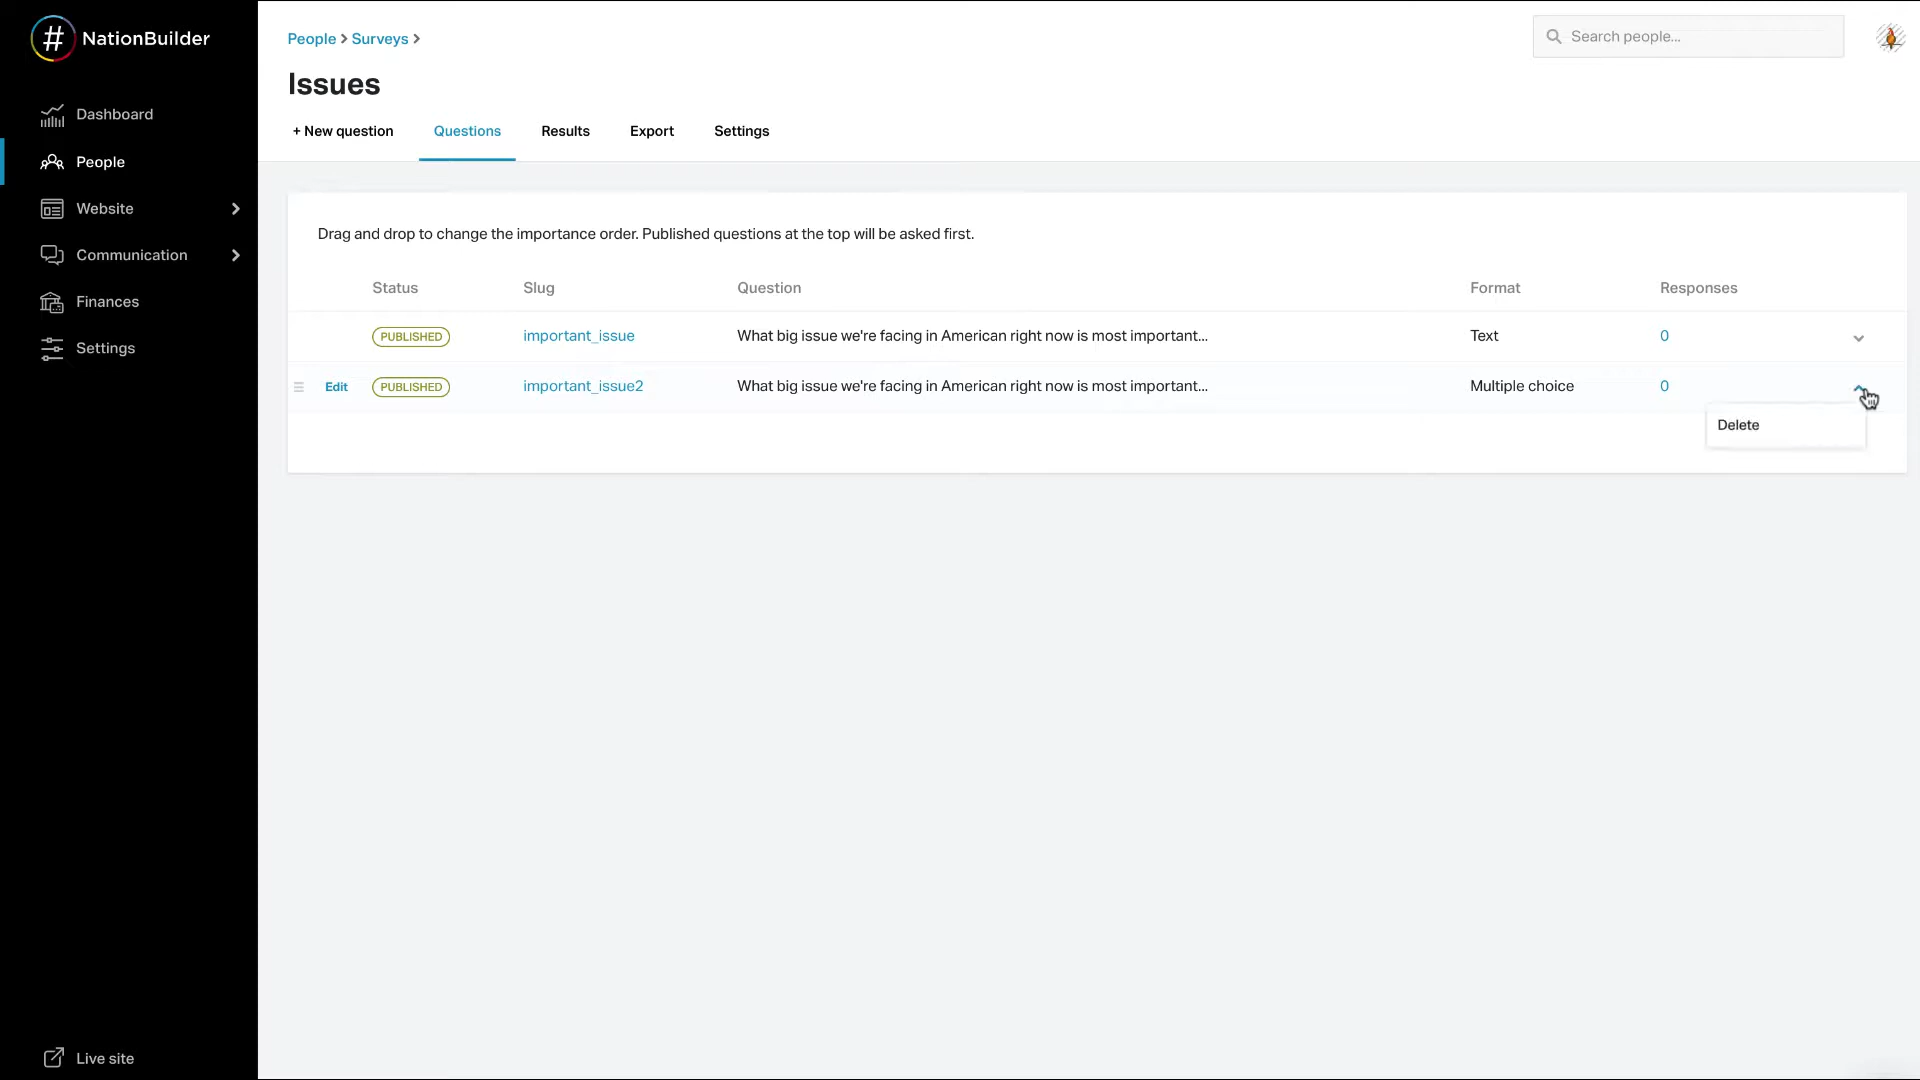 # NationBuilder
Dashboard
People
Website
Communication
Finances
Settings
Live site
People > Surveys >
Search people...
Issues
+ New question Questions Results Export Settings
Drag and drop to change the importance order. Published questions at the top will be asked first.
Status Slug Question Format Responses
PUBLISHED important_issue What big issue we're facing in American right now is most important... Text 0
Edit PUBLISHED important_issue2 What big issue we're facing in American right now is most important... Multiple choice 0
Delete